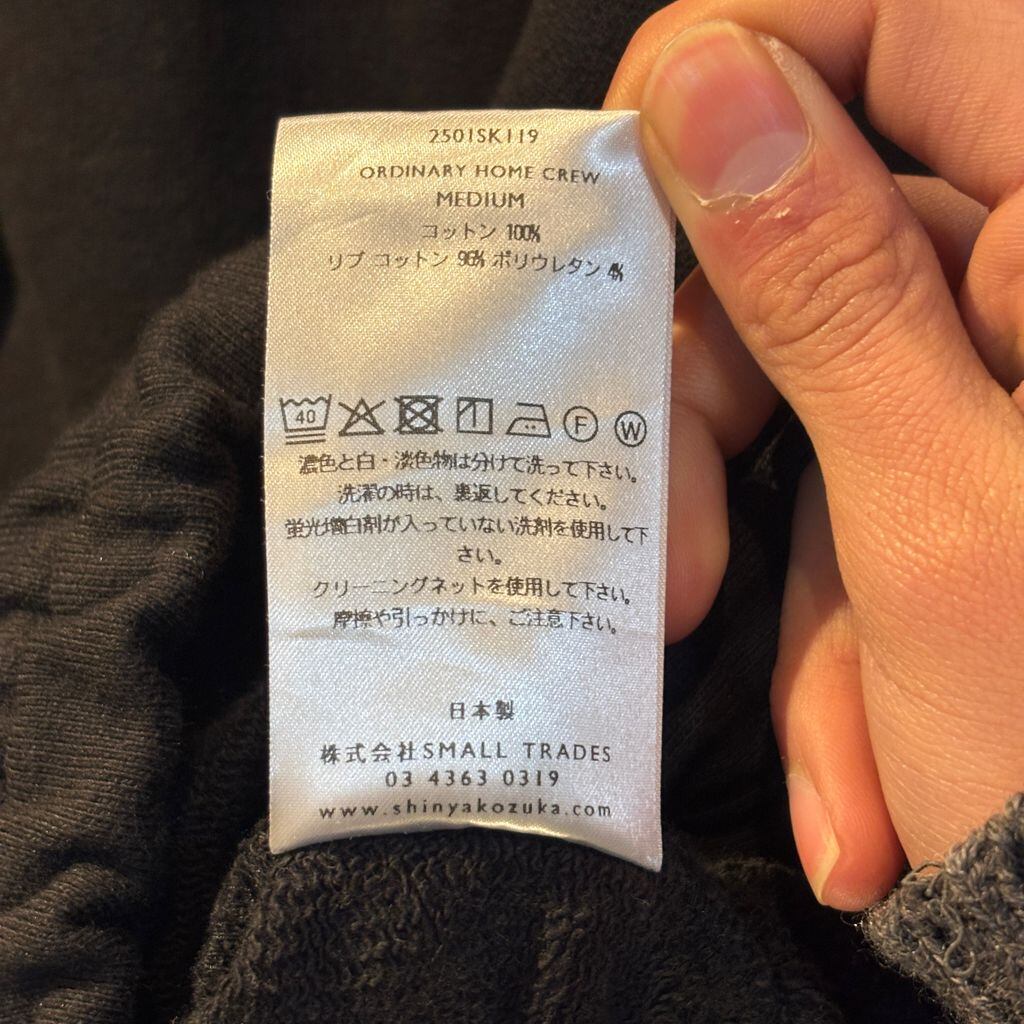 2501SK119
ORDINARY HOME CREW
MEDIUM
コットン 100%
リブ コットン 96% ポリウレタン 4%
40 F W
濃色と白・淡色物は分けて洗って下さい。
洗濯の時は、裏返してください。
蛍光増白剤が入っていない洗剤を使用して下
さい。
クリーニングネットを使用して下さい。
摩擦や引っかけに、ご注意下さい。
日本製
株式会社SMALL TRADES
03 4363 0319
www.shinyakozuka.com